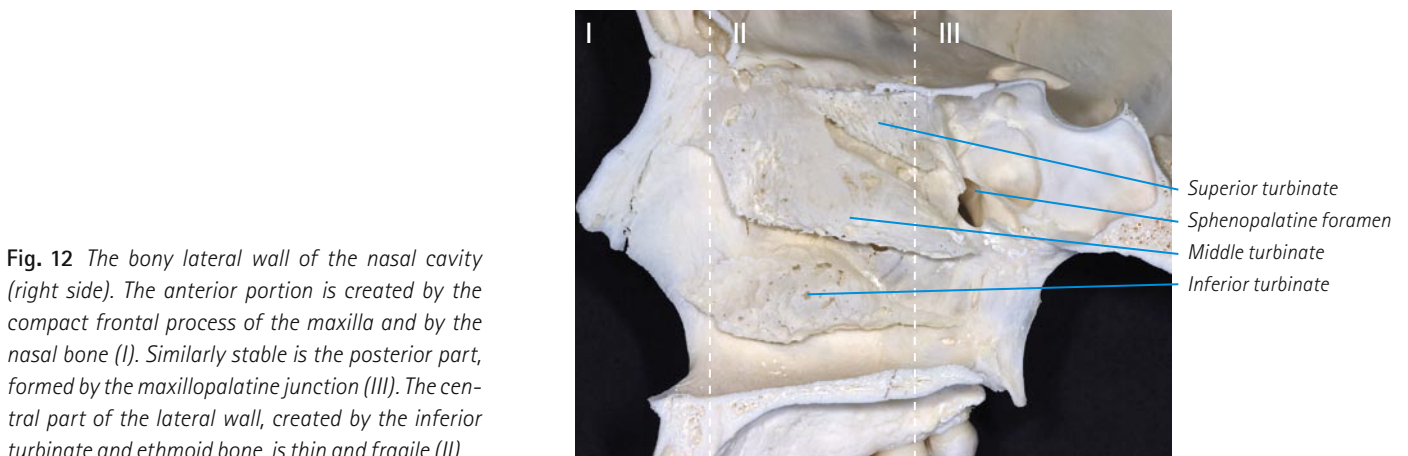 I II III
Superior turbinate
Sphenopalatine foramen
Middle turbinate
Inferior turbinate
Fig. 12 The bony lateral wall of the nasal cavity
(right side). The anterior portion is created by the
compact frontal process of the maxilla and by the
nasal bone (I). Similarly stable is the posterior part,
formed by the maxillopalatine junction (III). The cen-
tral part of the lateral wall, created by the inferior
turbinate and ethmoid bone, is thin and fragile (II)